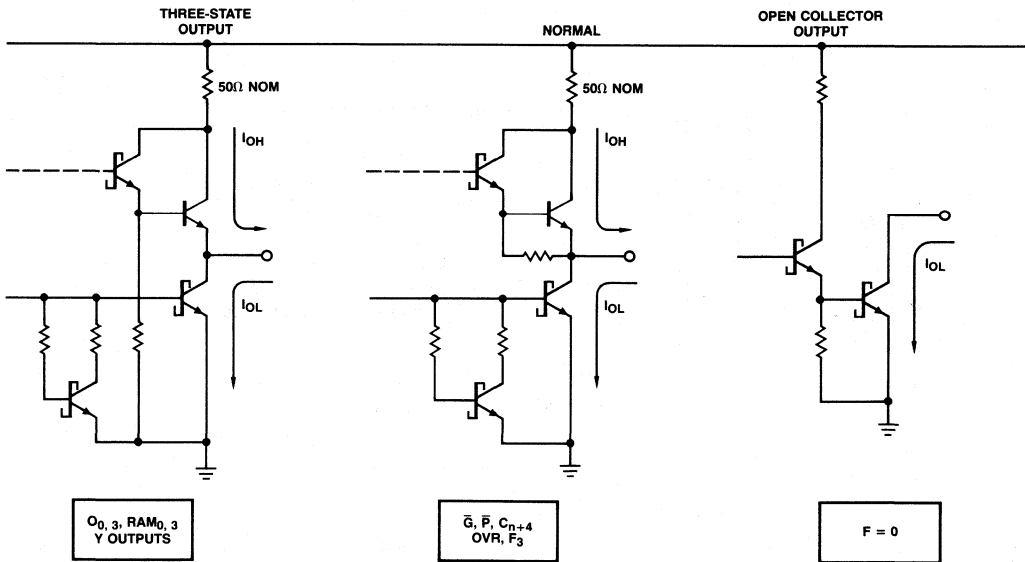 THREE-STATE
OUTPUT
NORMAL
OPEN COLLECTOR
OUTPUT
50Ω NOM
50Ω NOM
IOH
IOH
IOL
IOL
IOL
O0, 3, RAM0, 3
Y OUTPUTS
G̅, P̅, Cn+4
OVR, F3
F = 0